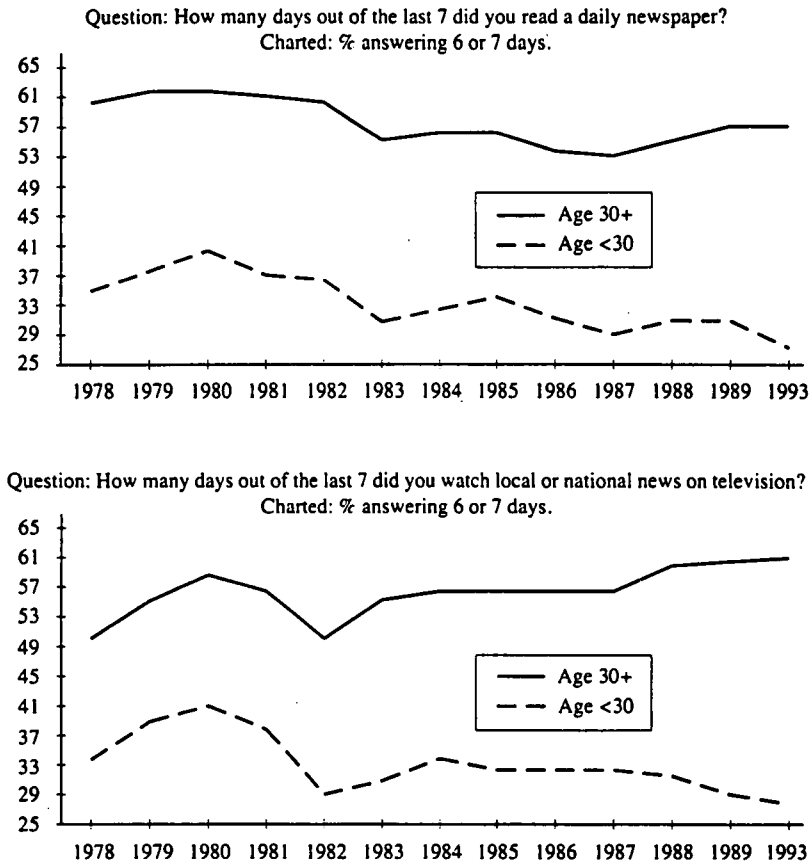 Question: How many days out of the last 7 did you read a daily newspaper?
Charted: % answering 6 or 7 days.
65
61
57
53
49
45
41
37
33
29
25
Age 30+
Age <30
1978 1979 1980 1981 1982 1983 1984 1985 1986 1987 1988 1989 1993
Question: How many days out of the last 7 did you watch local or national news on television?
Charted: % answering 6 or 7 days.
65
61
57
53
49
45
41
37
33
29
25
Age 30+
Age <30
1978 1979 1980 1981 1982 1983 1984 1985 1986 1987 1988 1989 1993